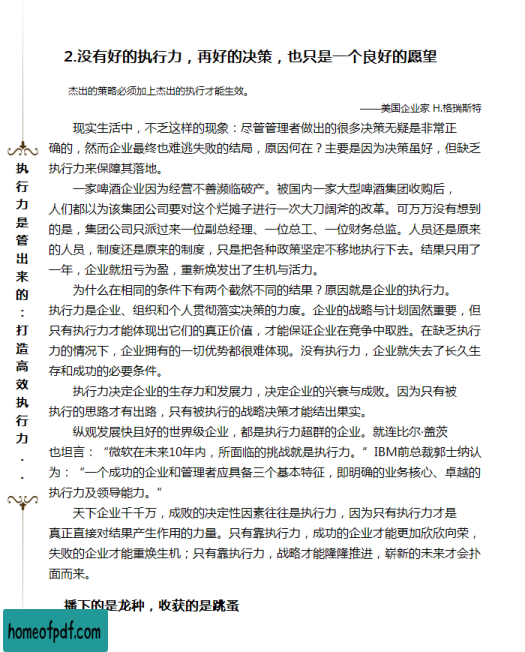 2.没有好的执行力，再好的决策，也只是一个良好的愿望
杰出的策略必须加上杰出的执行才能生效。
——美国企业家 H.格瑞斯特
现实生活中，不乏这样的现象：尽管管理者做出的很多决策无疑是非常正
确的，然而企业最终也难逃失败的结局，原因何在？主要是因为决策虽好，但缺乏
执行力来保障其落地。
一家啤酒企业因为经营不善濒临破产。被国内一家大型啤酒集团收购后，
人们都以为该集团公司要对这个烂摊子进行一次大刀阔斧的改革。可万万没有想到
的是，集团公司只派过来一位副总经理、一位总工、一位财务总监。人员还是原来
的人员，制度还是原来的制度，只是把各种政策坚定不移地执行下去。结果只用了
一年，企业就扭亏为盈，重新焕发出了生机与活力。
为什么在相同的条件下有两个截然不同的结果？原因就是企业的执行力。
执行力是企业、组织和个人贯彻落实决策的力度。企业的战略与计划固然重要，但
只有执行力才能体现出它们的真正价值，才能保证企业在竞争中取胜。在缺乏执行
力的情况下，企业拥有的一切优势都很难体现。没有执行力，企业就失去了长久生
存和成功的必要条件。
执行力决定企业的生存力和发展力，决定企业的兴衰与成败。因为只有被
执行的思路才有出路，只有被执行的战略决策才能结出果实。
纵观发展快且好的世界级企业，都是执行力超群的企业。就连比尔·盖茨
也坦言：“微软在未来10年内，所面临的挑战就是执行力。”IBM前总裁郭士纳认
为：“一个成功的企业和管理者应具备三个基本特征，即明确的业务核心、卓越的
执行力及领导能力。”
天下企业千千万，成败的决定性因素往往是执行力，因为只有执行力才是
真正直接对结果产生作用的力量。只有靠执行力，成功的企业才能更加欣欣向荣，
失败的企业才能重焕生机；只有靠执行力，战略才能隆隆推进，崭新的未来才会扑
面而来。
播下的是龙种，收获的是跳蚤
执行力是管出来的：打造高效执行力..
homeofpdf.com